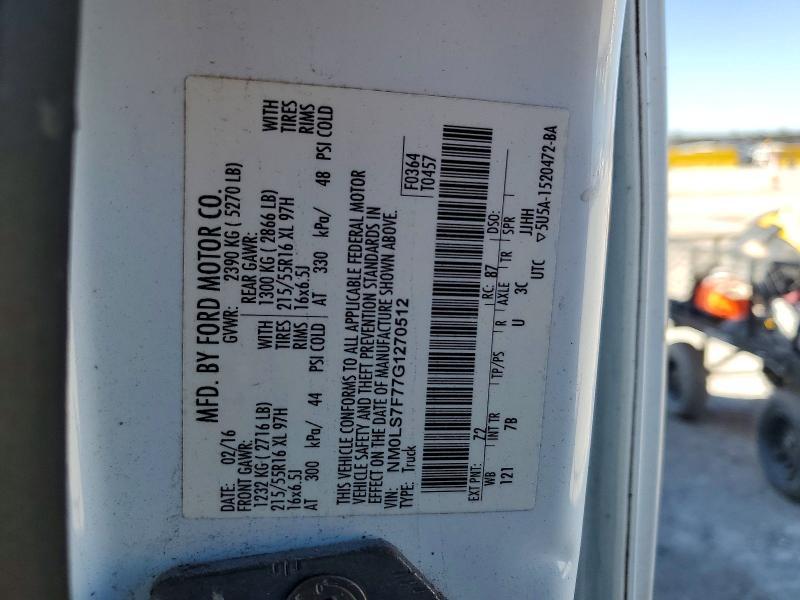 MFD. BY FORD MOTOR CO.
DATE: 02/16 GVWR: 2390 KG ( 5270 LB)
FRONT GAWR: REAR GAWR:
1232 KG ( 2716 LB) 1300 KG ( 2866 LB) WITH
215/55R16 XL 97H TIRES 215/55R16 XL 97H TIRES
16x6.5J RIMS 16x6.5J RIMS
AT 300 kPa/ 44 PSI COLD AT 330 kPa/ 48 PSI COLD
THIS VEHICLE CONFORMS TO ALL APPLICABLE FEDERAL MOTOR
VEHICLE SAFETY AND THEFT PREVENTION STANDARDS IN
EFFECT ON THE DATE OF MANUFACTURE SHOWN ABOVE.
VIN: NM0LS7F77G1270512 F0364
TYPE: Truck T0457
EXT PNT: Z2 RC: B7 DSO:
WB INT TR TP/PS R AXLE TR SPR
121 7B U 3C JJHH
UTC ▽5U5A-1520472-BA